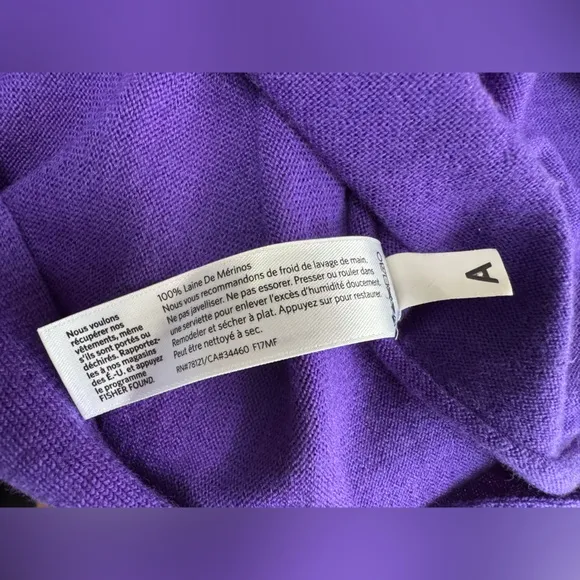 100% Laine De Mérinos
Nous vous recommandons de froid de lavage de main.
Ne pas javelliser. Ne pas essorer. Presser ou rouler dans
une serviette pour enlever l'excès d'humidité doucement.
Remodeler et sécher à plat. Appuyez sur pour restaurer.
Peut être nettoyé à sec.
RN#78121/CA#34460 F17MF
Nous voulons
récupérer nos
vêtements, même
s'ils sont portés ou
déchirés. Rapportez-
les à nos magasins
des É.-U. et appuyez
le programme
FISHER FOUND.
A